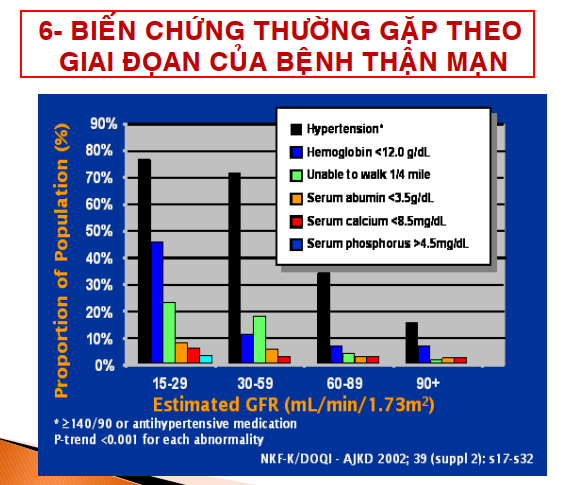 6- BIẾN CHỨNG THƯỜNG GẶP THEO
GIAI ĐỌAN CỦA BỆNH THẬN MẠN
Proportion of Population (%)
90%
80%
70%
60%
50%
40%
30%
20%
10%
0%
Hypertension*
Hemoglobin <12.0 g/dL
Unable to walk 1/4 mile
Serum abumin <3.5g/dL
Serum calcium <8.5mg/dL
Serum phosphorus >4.5mg/dL
15-29 30-59 60-89 90+
Estimated GFR (mL/min/1.73m²)
* ≥140/90 or antihypertensive medication
P-trend <0.001 for each abnormality
NKF-K/DOQI - AJKD 2002; 39 (suppl 2): s17-s32